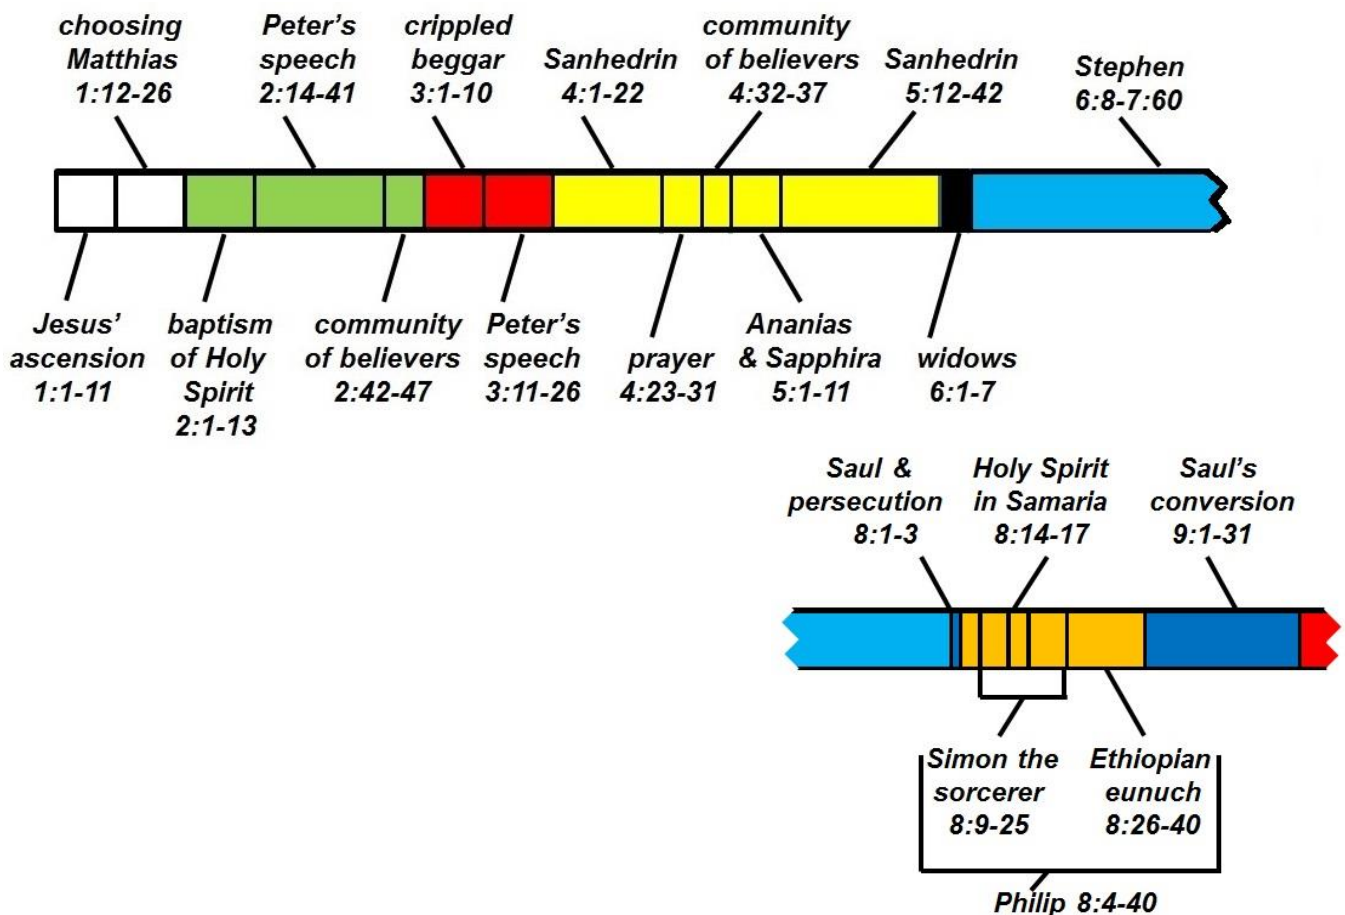 choosing
Matthias
1:12-26
Peter's
speech
2:14-41
crippled
beggar
3:1-10
Sanhedrin
4:1-22
community
of believers
4:32-37
Sanhedrin
5:12-42
Stephen
6:8-7:60
Jesus'
ascension
1:1-11
baptism
of Holy
Spirit
2:1-13
community
of believers
2:42-47
Peter's
speech
3:11-26
prayer
4:23-31
Ananias
& Sapphira
5:1-11
widows
6:1-7
Saul &
persecution
8:1-3
Holy Spirit
in Samaria
8:14-17
Saul's
conversion
9:1-31
Simon the
sorcerer
8:9-25
Ethiopian
eunuch
8:26-40
Philip 8:4-40